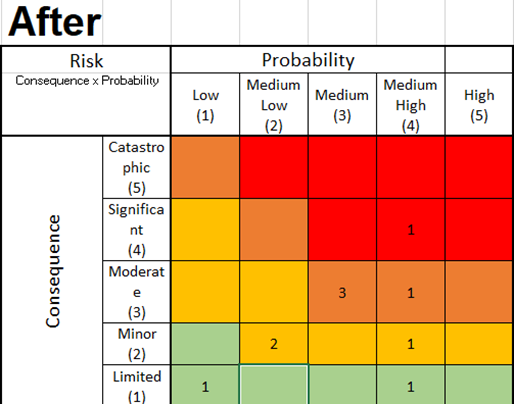 After
Risk
Probability
Consequence x Probability
Low
(1)
Medium
Low
(2)
Medium
(3)
Medium
High
(4)
High
(5)
Consequence
Catastro
phic
(5)
Significa
nt
(4)
1
Moderat
e
(3)
3
1
Minor
(2)
2
1
Limited
(1)
1
1